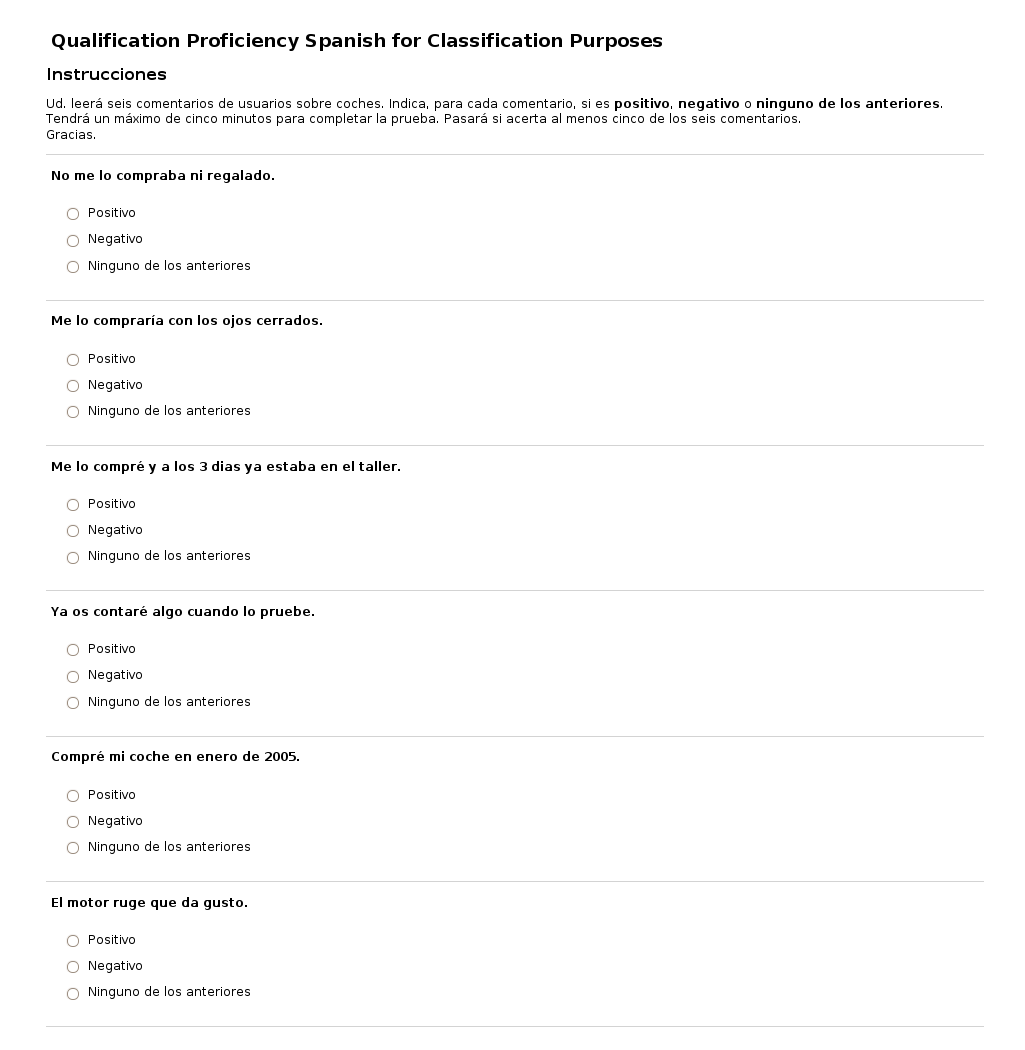 Qualification Proficiency Spanish for Classification Purposes
Instrucciones
Ud. leerá seis comentarios de usuarios sobre coches. Indica, para cada comentario, si es positivo, negativo o ninguno de los anteriores.
Tendrá un máximo de cinco minutos para completar la prueba. Pasará si acerta al menos cinco de los seis comentarios.
Gracias.
No me lo compraba ni regalado.
Positivo
Negativo
Ninguno de los anteriores
Me lo compraría con los ojos cerrados.
Positivo
Negativo
Ninguno de los anteriores
Me lo compré y a los 3 dias ya estaba en el taller.
Positivo
Negativo
Ninguno de los anteriores
Ya os contaré algo cuando lo pruebe.
Positivo
Negativo
Ninguno de los anteriores
Compré mi coche en enero de 2005.
Positivo
Negativo
Ninguno de los anteriores
El motor ruge que da gusto.
Positivo
Negativo
Ninguno de los anteriores